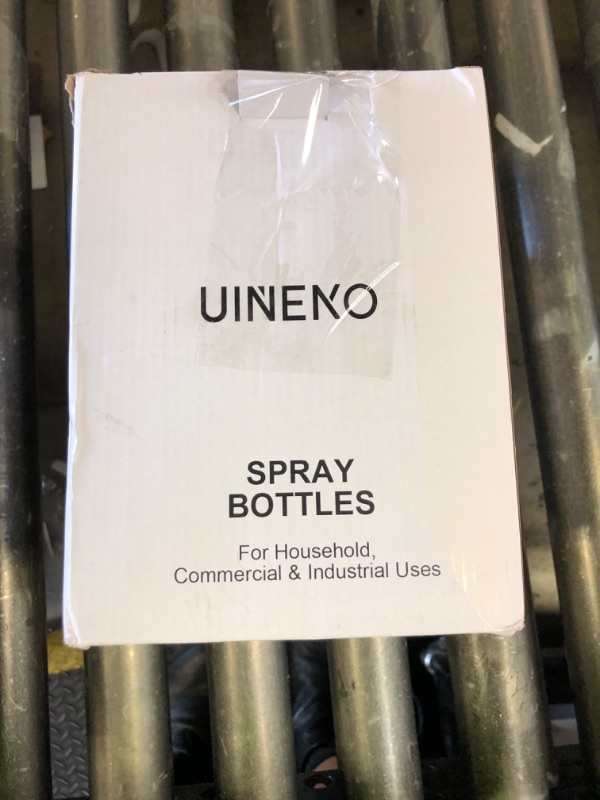 UINEKO
SPRAY
BOTTLES
For Household,
Commercial & Industrial Uses